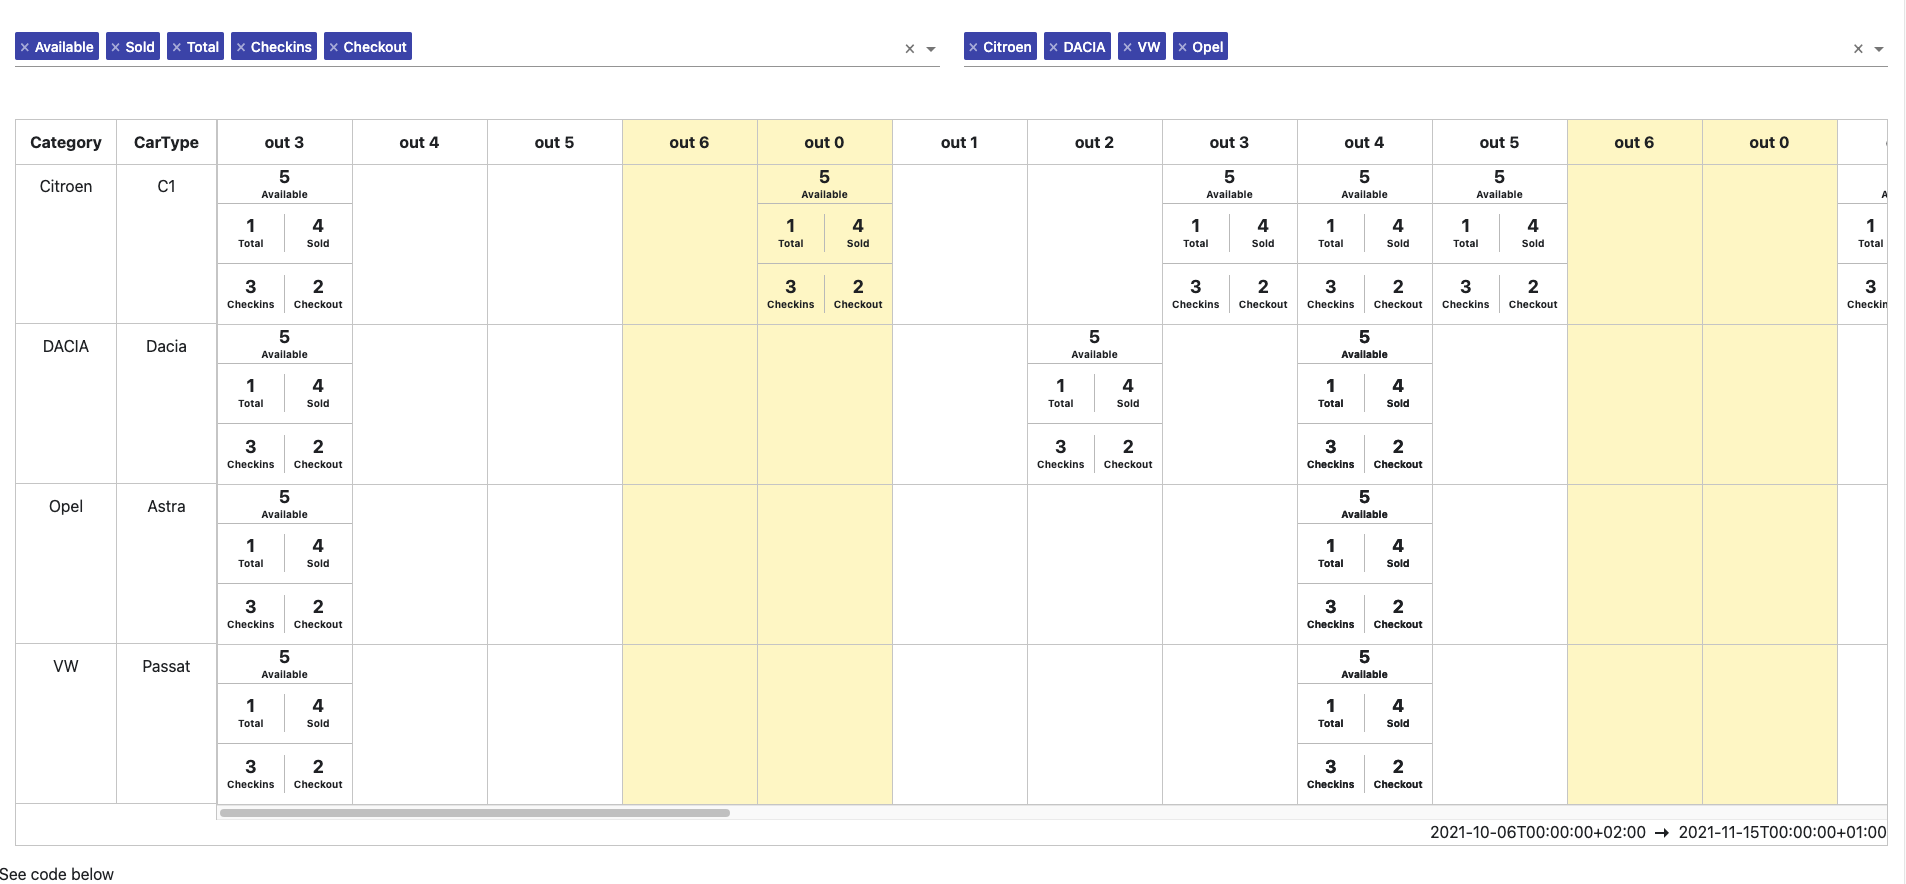 × Available × Sold × Total × Checkins × Checkout × × Citroen × DACIA × VW × Opel ×
Category CarType out 3 out 4 out 5 out 6 out 0 out 1 out 2 out 3 out 4 out 5 out 6 out 0
Citroen C1 5 5 5 5 5
Available Available Available Available Available A
1 4 1 4 1 4 1 4 1 4 1
Total Sold Total Sold Total Sold Total Sold Total Sold Total
3 2 3 2 3 2 3 2 3 2 3
Checkins Checkout Checkins Checkout Checkins Checkout Checkins Checkout Checkins Checkout Checkin
DACIA Dacia 5 5 5
Available Available Available
1 4 1 4 1 4
Total Sold Total Sold Total Sold
3 2 3 2 3 2
Checkins Checkout Checkins Checkout Checkins Checkout
Opel Astra 5 5
Available Available
1 4 1 4
Total Sold Total Sold
3 2 3 2
Checkins Checkout Checkins Checkout
VW Passat 5 5
Available Available
1 4 1 4
Total Sold Total Sold
3 2 3 2
Checkins Checkout Checkins Checkout
2021-10-06T00:00:00+02:00 → 2021-11-15T00:00:00+01:00
See code below